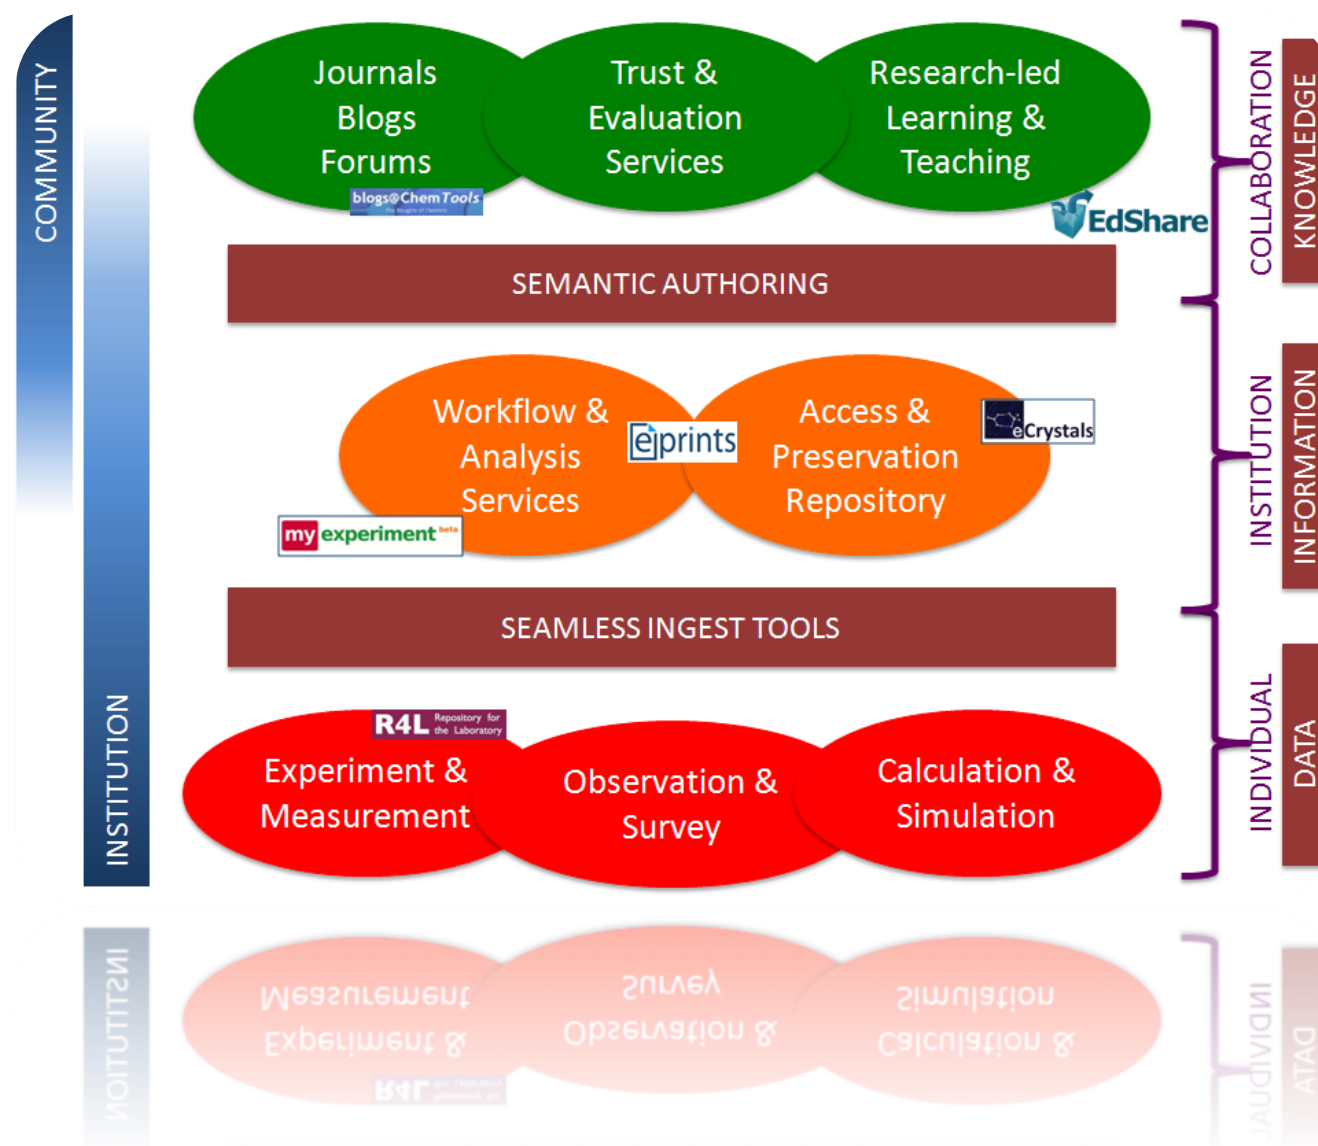 COMMUNITY
INSTITUTION
Journals
Blogs
Forums
blogs@ChemTools
Trust &
Evaluation
Services
Research-led
Learning &
Teaching
EdShare
SEMANTIC AUTHORING
Workflow &
Analysis
Services
myexperiment beta
eprints
Access &
Preservation
Repository
eCrystals
SEAMLESS INGEST TOOLS
R4L Repository for
the Laboratory
Experiment &
Measurement
Observation &
Survey
Calculation &
Simulation
COLLABORATION
INSTITUTION
INDIVIDUAL
KNOWLEDGE
INFORMATION
DATA